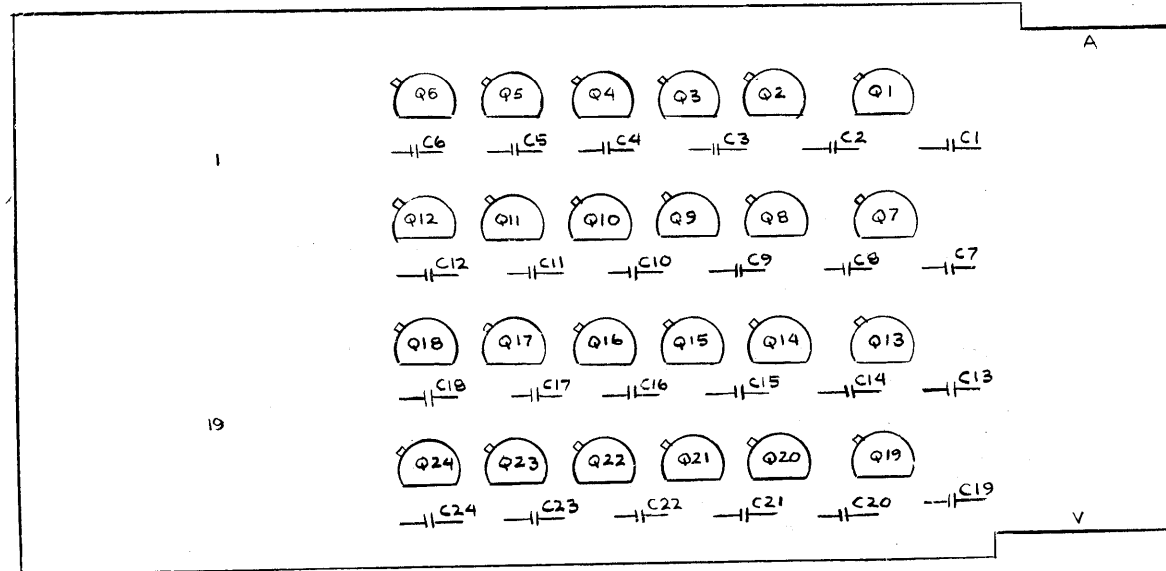 A
Q6 Q5 Q4 Q3 Q2 Q1
C6 C5 C4 C3 C2 C1
1
Q12 Q11 Q10 Q9 Q8 Q7
C12 C11 C10 C9 C8 C7
Q18 Q17 Q16 Q15 Q14 Q13
C18 C17 C16 C15 C14 C13
19
Q24 Q23 Q22 Q21 Q20 Q19
C24 C23 C22 C21 C20 C19
V